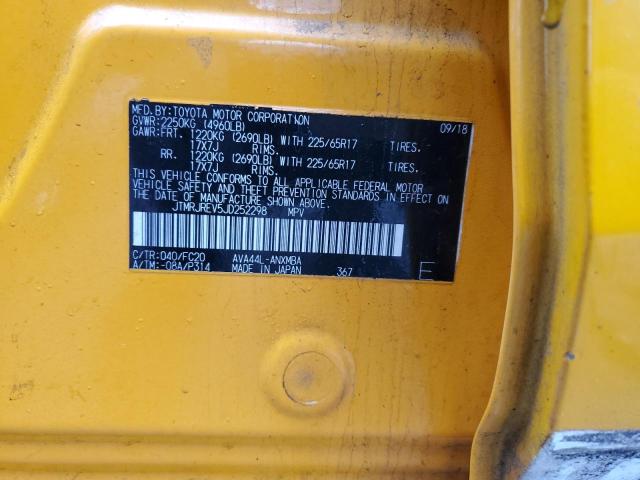 MFD.BY:TOYOTA MOTOR CORPORATION 09/18
GVWR:2250KG (4960LB)
GAWR:FRT. 1220KG (2690LB) WITH 225/65R17 TIRES.
17X7J RIMS.
RR. 1220KG (2690LB) WITH 225/65R17 TIRES.
17X7J RIMS.
THIS VEHICLE CONFORMS TO ALL APPLICABLE FEDERAL MOTOR
VEHICLE SAFETY AND BUMPER PREVENTION STANDARDS IN EFFECT ON
THE DATE OF MANUFACTURE SHOWN ABOVE.
JTMRJREV5JD252298 MPV
C/TR:040/FC20 AVA44L-ANXMBA
A/TM:-08A/P314 MADE IN JAPAN 367 E